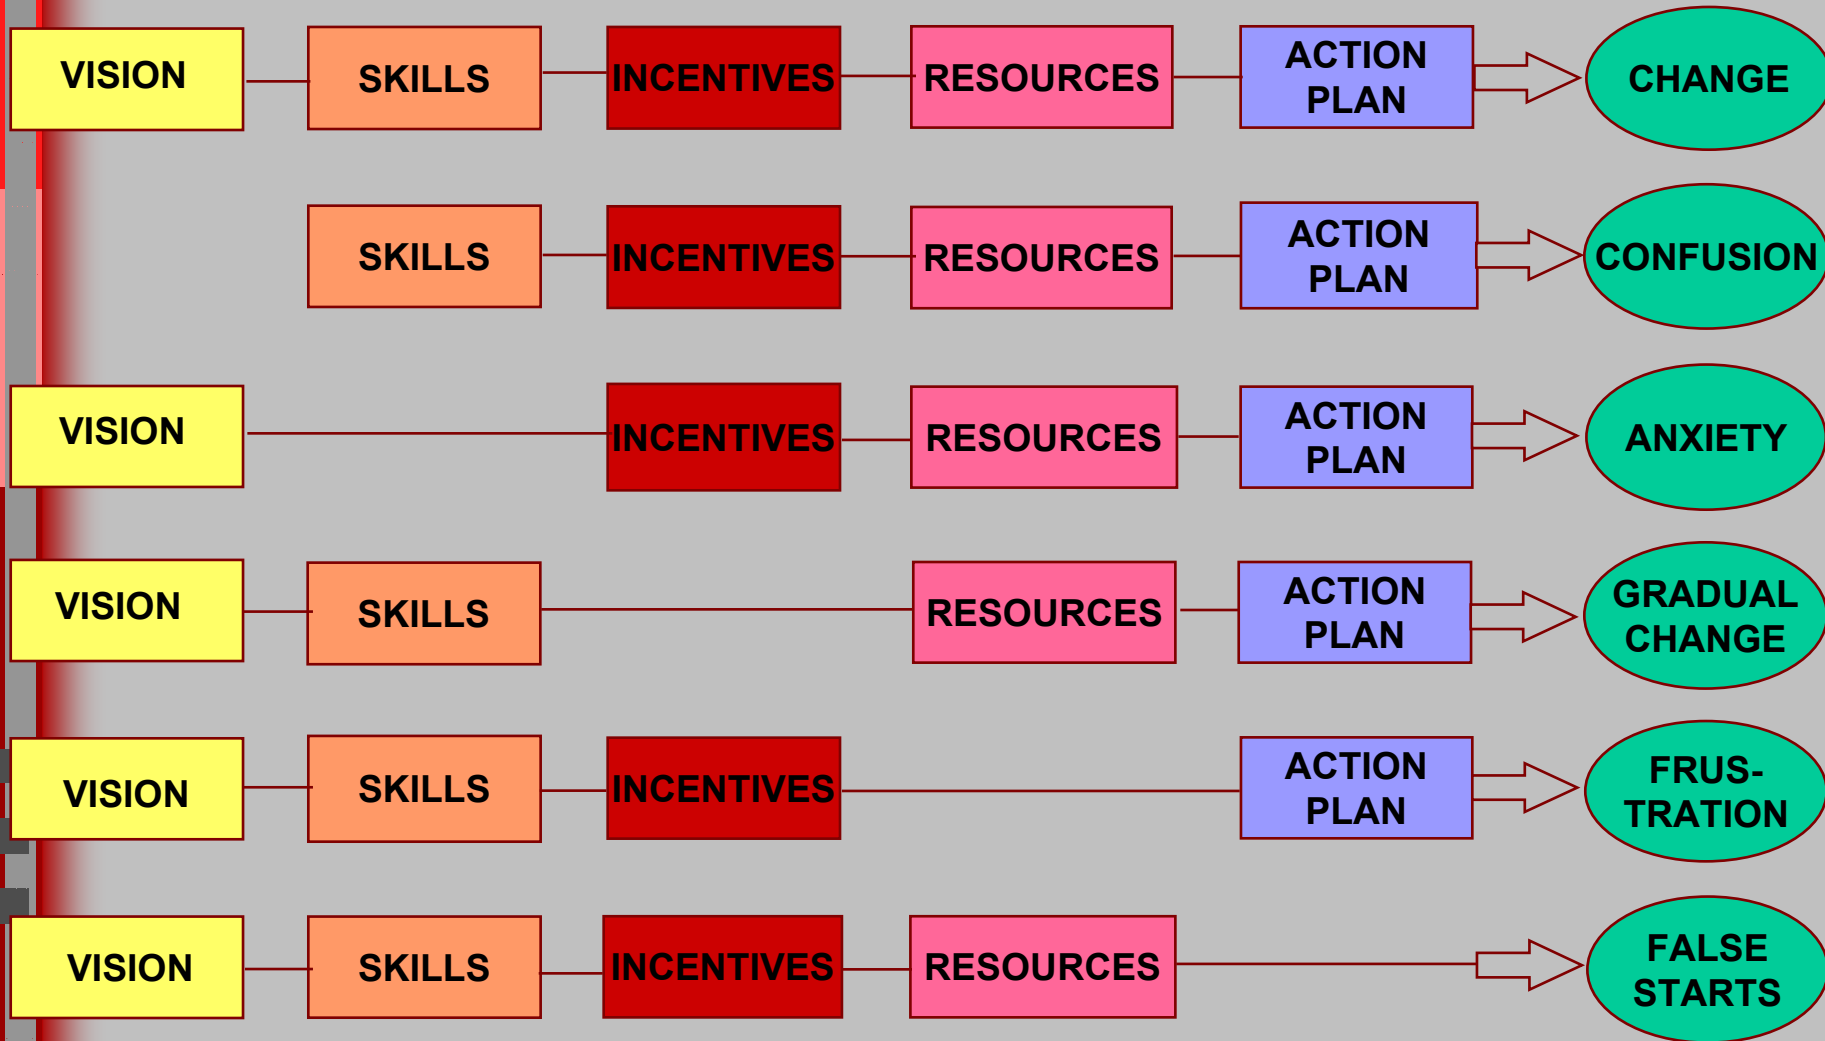 VISION
SKILLS
INCENTIVES
RESOURCES
ACTION
PLAN
CHANGE
SKILLS
INCENTIVES
RESOURCES
ACTION
PLAN
CONFUSION
VISION
INCENTIVES
RESOURCES
ACTION
PLAN
ANXIETY
VISION
SKILLS
RESOURCES
ACTION
PLAN
GRADUAL
CHANGE
VISION
SKILLS
INCENTIVES
ACTION
PLAN
FRUS-
TRATION
VISION
SKILLS
INCENTIVES
RESOURCES
FALSE
STARTS